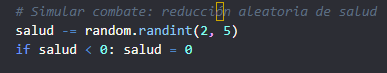 # Simular combate: reducción aleatoria de salud
salud -= random.randint(2, 5)
if salud < 0: salud = 0